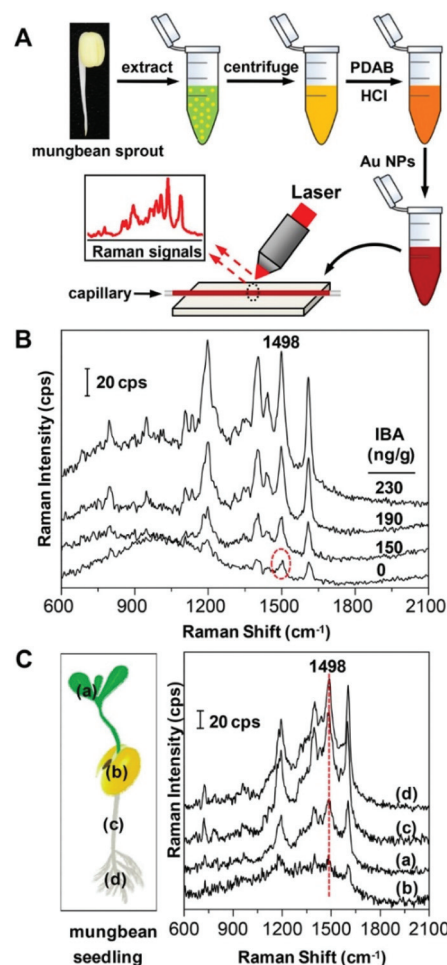 A
extract
centrifuge
PDAB
HCl
mungbean sprout
Au NPs
Laser
Raman signals
capillary
B
1498
20 cps
IBA
(ng/g)
230
190
150
0
Raman Intensity (cps)
600 900 1200 1500 1800 2100
Raman Shift (cm-1)
C
(a)
(b)
(c)
(d)
mungbean
seedling
1498
20 cps
(d)
(c)
(a)
(b)
Raman Intensity (cps)
600 900 1200 1500 1800 2100
Raman Shift (cm-1)